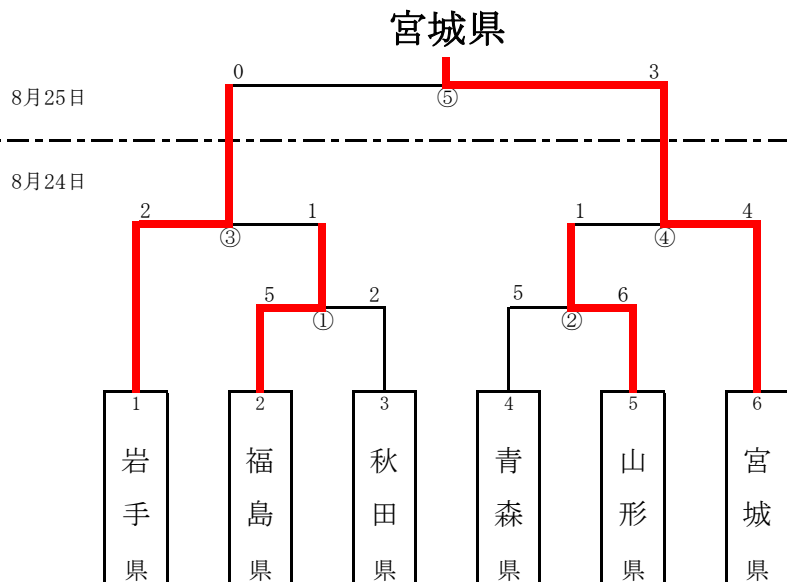 宮城県
0 3
8月25日
⑤
8月24日
2 1 1 4
③ ④
5 2 5 6
① ②
1 2 3 4 5 6
岩手県
福島県
秋田県
青森県
山形県
宮城県